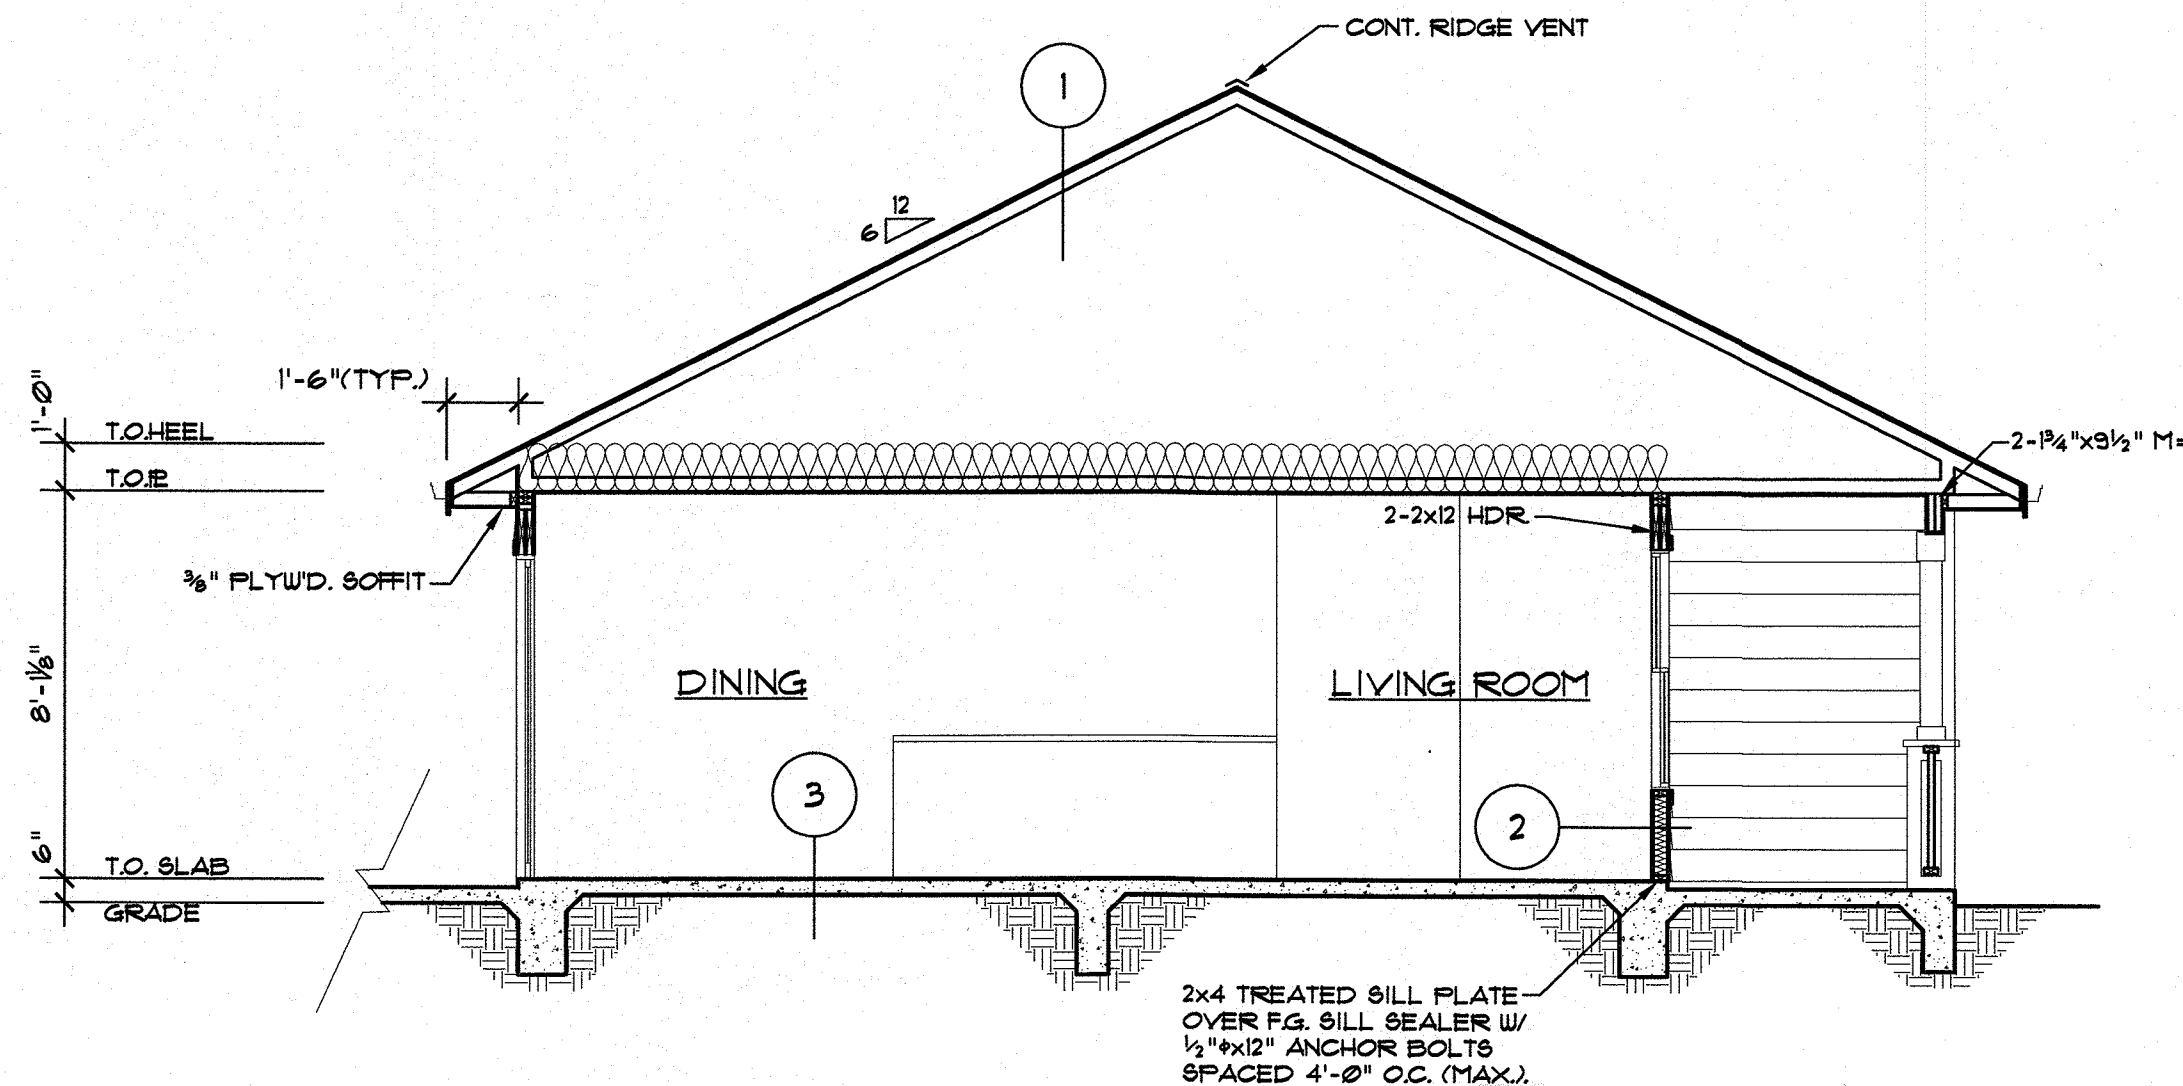 CONT. RIDGE VENT
1
12
6
1'-6"(TYP.)
1'-0"
T.O.HEEL
2-1¾"x9½" M=
T.O.PL
2-2x12 HDR.
⅜" PLYW'D. SOFFIT
8'-1⅛"
DINING
LIVING ROOM
3
2
6"
T.O. SLAB
GRADE
2x4 TREATED SILL PLATE
OVER F.G. SILL SEALER W/
½"φx12" ANCHOR BOLTS
SPACED 4'-0" O.C. (MAX.).